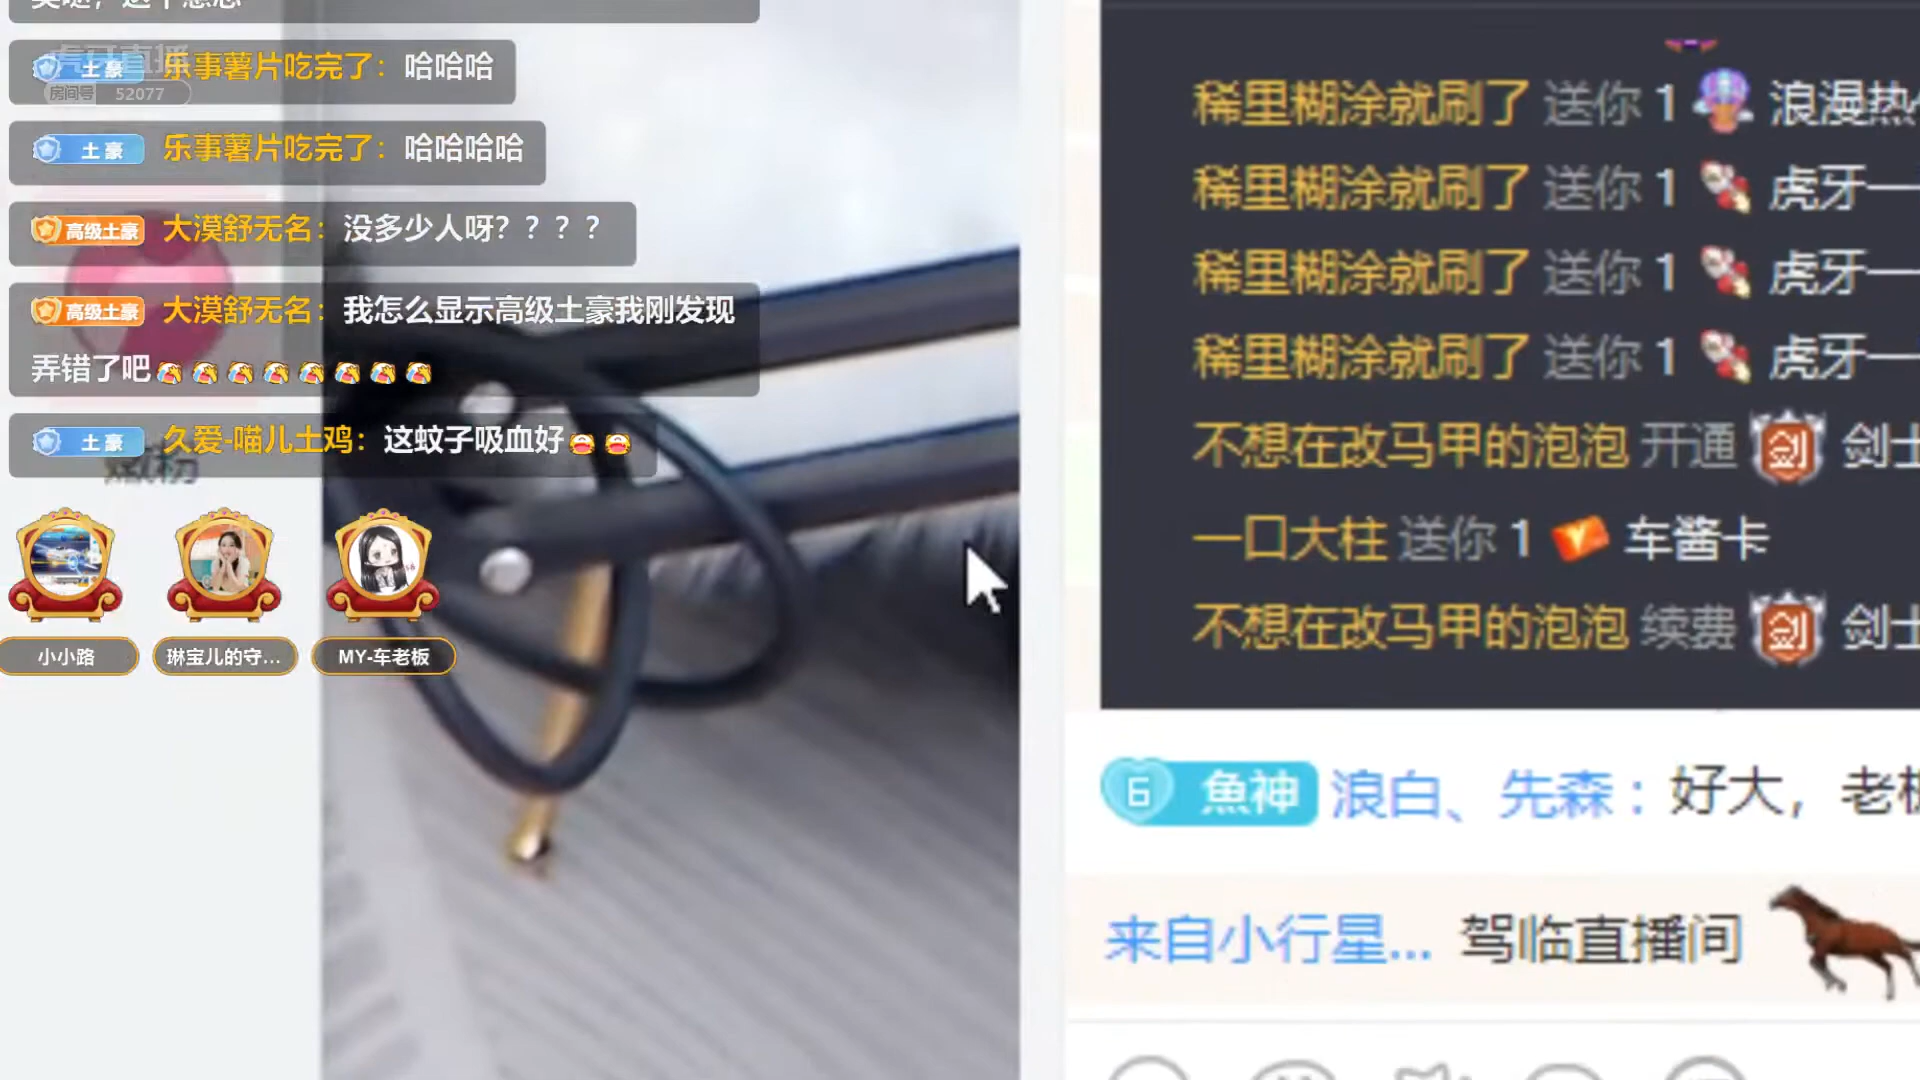 虎牙直播
房间号 52077
土豪 乐事薯片吃完了：哈哈哈
土豪 乐事薯片吃完了：哈哈哈哈
高级土豪 大漠舒无名：没多少人呀？？？？
高级土豪 大漠舒无名：我怎么显示高级土豪我刚发现
弄错了吧
土豪 久爱-喵儿土鸡：这蚊子吸血好
小小路
琳宝儿的守...
MY-车老板
稀里糊涂就刷了 送你 1 浪漫热
稀里糊涂就刷了 送你 1 虎牙一
稀里糊涂就刷了 送你 1 虎牙一
稀里糊涂就刷了 送你 1 虎牙一
不想在改马甲的泡泡 开通 剑 剑士
一口大柱 送你 1 车酱卡
不想在改马甲的泡泡 续费 剑 剑士
6 魚神 浪白、先森：好大，老板
来自小行星... 驾临直播间